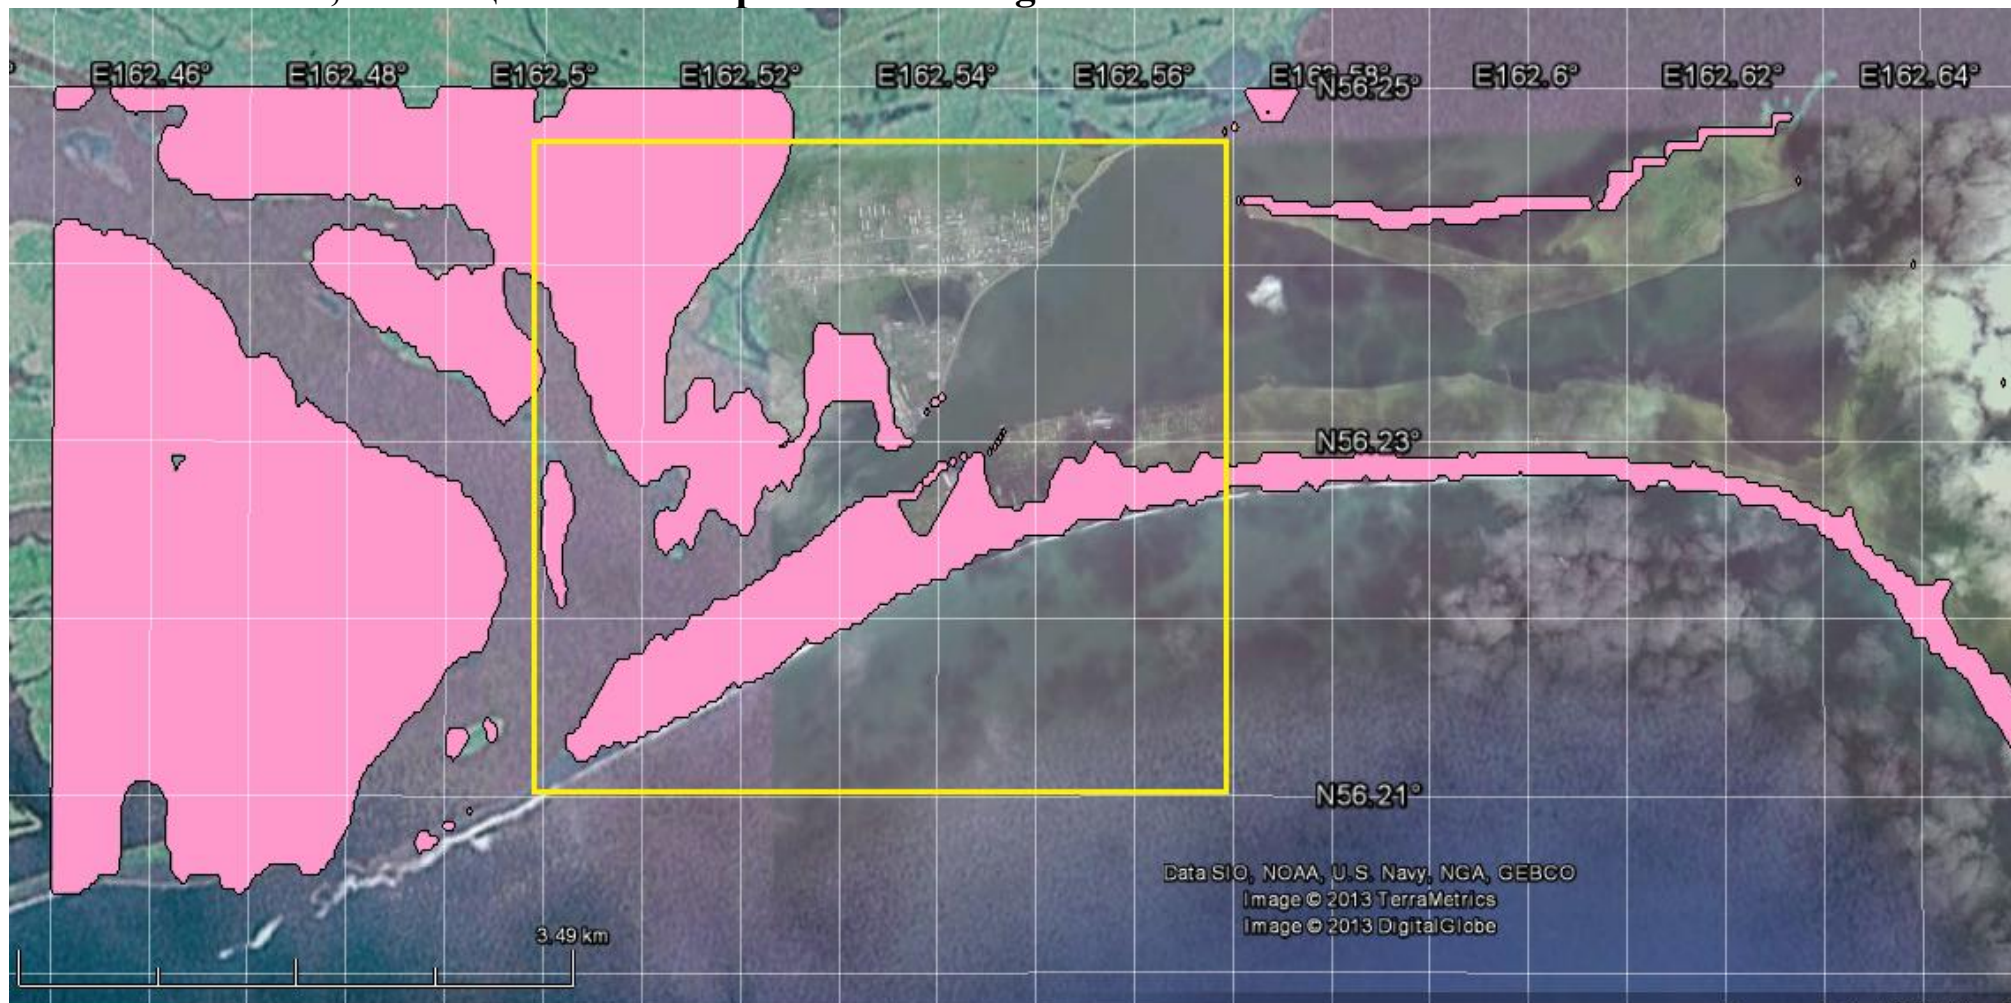 E162.46° E162.48° E162.5° E162.52° E162.54° E162.56° E162.58° E162.6° E162.62° E162.64°
N56.25°
N56.23°
N56.21°
Data SIO, NOAA, U.S. Navy, NGA, GEBCO
Image © 2013 TerraMetrics
Image © 2013 DigitalGlobe
3.49 km